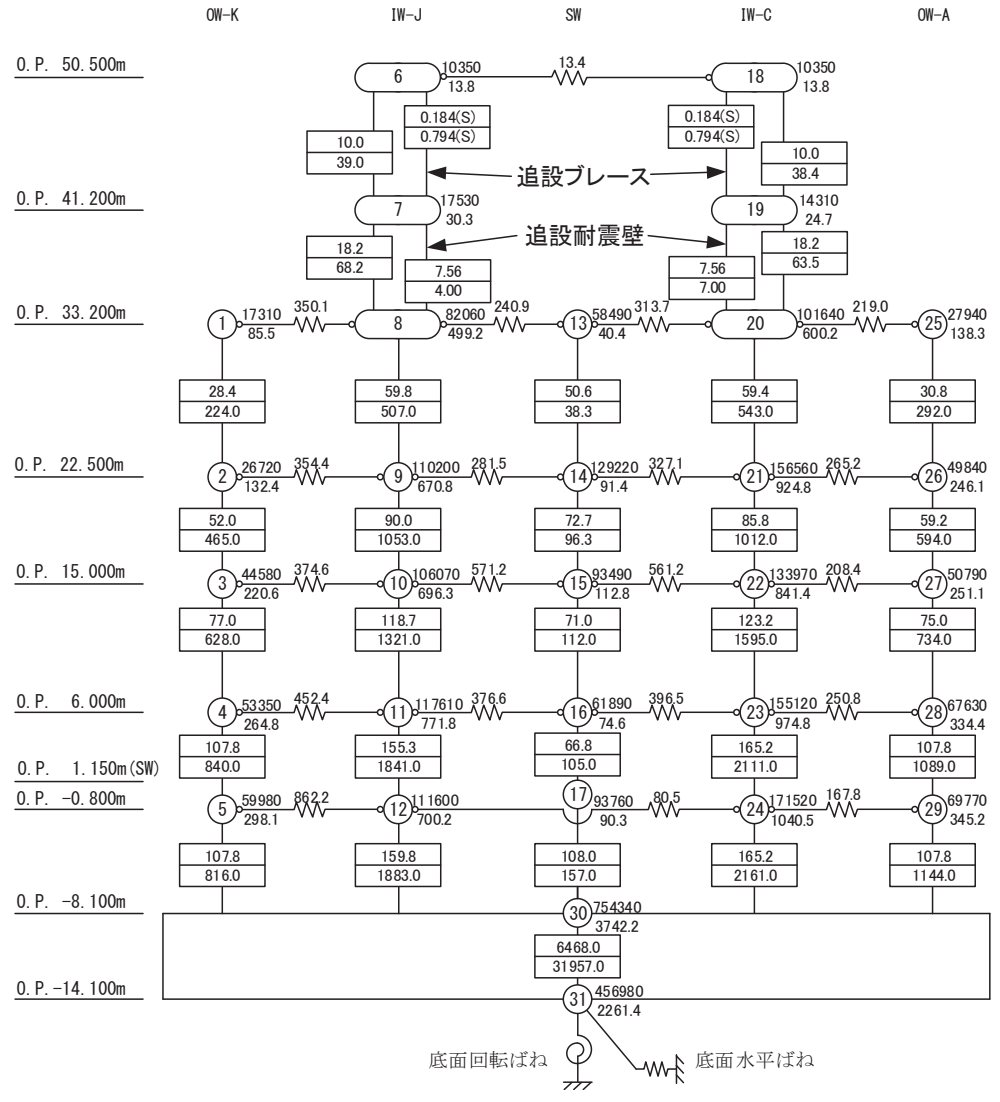 OW-K IW-J SW IW-C OW-A
O.P. 50.500m 6 10350 13.4 18 10350
13.8 13.8
0.184(S) 0.184(S)
0.794(S) 0.794(S)
10.0 10.0
39.0 38.4
追設ブレース
O.P. 41.200m 7 17530 19 14310
30.3 24.7
追設耐震壁
18.2 18.2
68.2 63.5
7.56 7.56
4.00 7.00
O.P. 33.200m 1 17310 350.1 8 82060 240.9 13 58490 313.7 20 101640 219.0 25 27940
85.5 499.2 40.4 600.2 138.3
28.4 59.8 50.6 59.4 30.8
224.0 507.0 38.3 543.0 292.0
O.P. 22.500m 2 26720 354.4 9 110200 281.5 14 129220 327.1 21 156560 265.2 26 49840
132.4 670.8 91.4 924.8 246.1
52.0 90.0 72.7 85.8 59.2
465.0 1053.0 96.3 1012.0 594.0
O.P. 15.000m 3 44580 374.6 10 106070 571.2 15 93490 561.2 22 133970 208.4 27 50790
220.6 696.3 112.8 841.4 251.1
77.0 118.7 71.0 123.2 75.0
628.0 1321.0 112.0 1595.0 734.0
O.P. 6.000m 4 53350 452.4 11 117610 376.6 16 61890 396.5 23 155120 250.8 28 67630
264.8 771.8 74.6 974.8 334.4
107.8 155.3 66.8 165.2 107.8
840.0 1841.0 105.0 2111.0 1089.0
O.P. 1.150m(SW)
O.P. -0.800m 5 59980 862.2 12 111600 17 93760 80.5 24 171520 167.8 29 69770
298.1 700.2 90.3 1040.5 345.2
107.8 159.8 108.0 165.2 107.8
816.0 1883.0 157.0 2161.0 1144.0
O.P. -8.100m 30 754340
3742.2
6468.0
31957.0
O.P.-14.100m 31 456980
2261.4
底面回転ばね 底面水平ばね